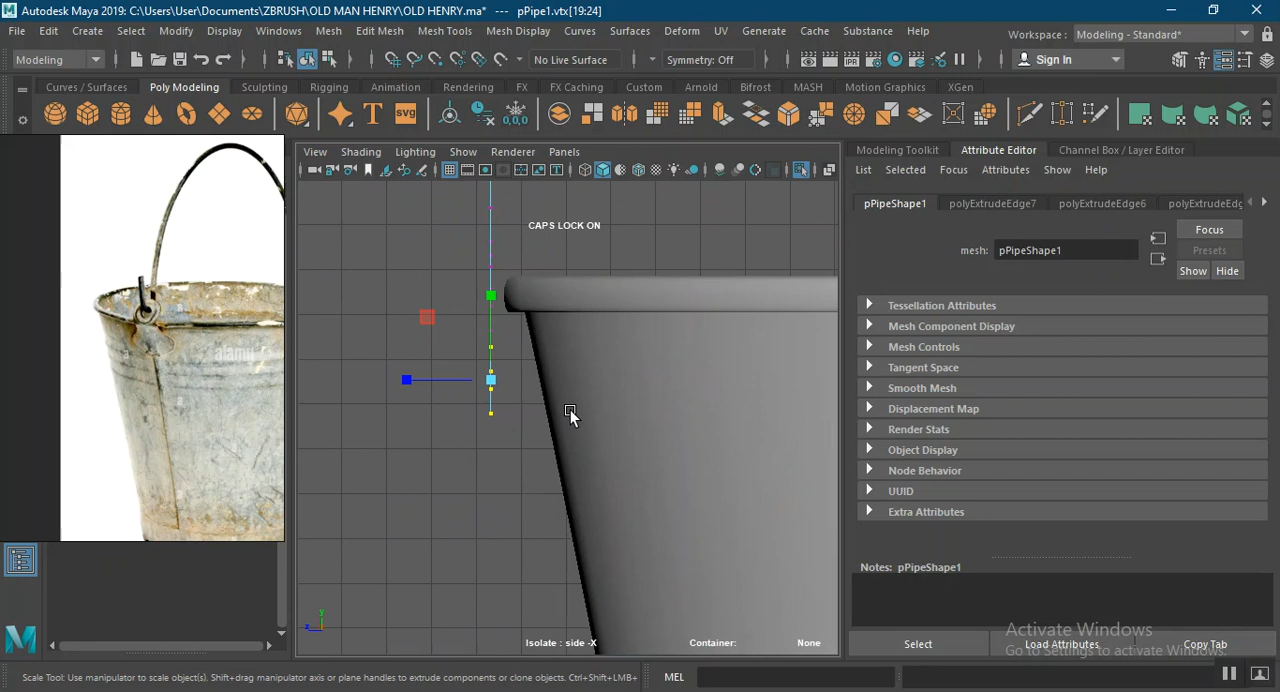 Autodesk Maya 2019: C:\Users\User\Documents\ZBRUSH\OLD MAN HENRY\OLD HENRY.ma*  ---  pPipe1.vtx[19:24]
File Edit Create Select Modify Display Windows Mesh Edit Mesh Mesh Tools Mesh Display Curves Surfaces Deform UV Generate Cache Substance Help
Workspace : Modeling - Standard*
Modeling No Live Surface Symmetry: Off Sign In
Curves / Surfaces Poly Modeling Sculpting Rigging Animation Rendering FX FX Caching Custom Arnold Bifrost MASH Motion Graphics XGen
T SVG 0,0,0
View Shading Lighting Show Renderer Panels
Modeling Toolkit Attribute Editor Channel Box / Layer Editor
List Selected Focus Attributes Show Help
pPipeShape1 polyExtrudeEdge7 polyExtrudeEdge6 polyExtrudeEdg
CAPS LOCK ON
Focus
mesh: pPipeShape1 Presets
Show Hide
Tessellation Attributes
Mesh Component Display
Mesh Controls
Tangent Space
Smooth Mesh
Displacement Map
Render Stats
Object Display
Node Behavior
UUID
Extra Attributes
a alamy
Notes: pPipeShape1
y
z
Isolate : side -X Container: None
Activate Windows
Go to Settings to activate Windows.
Select Load Attributes Copy Tab
Scale Tool: Use manipulator to scale object(s). Shift+drag manipulator axis or plane handles to extrude components or clone objects. Ctrl+Shift+LMB+ MEL